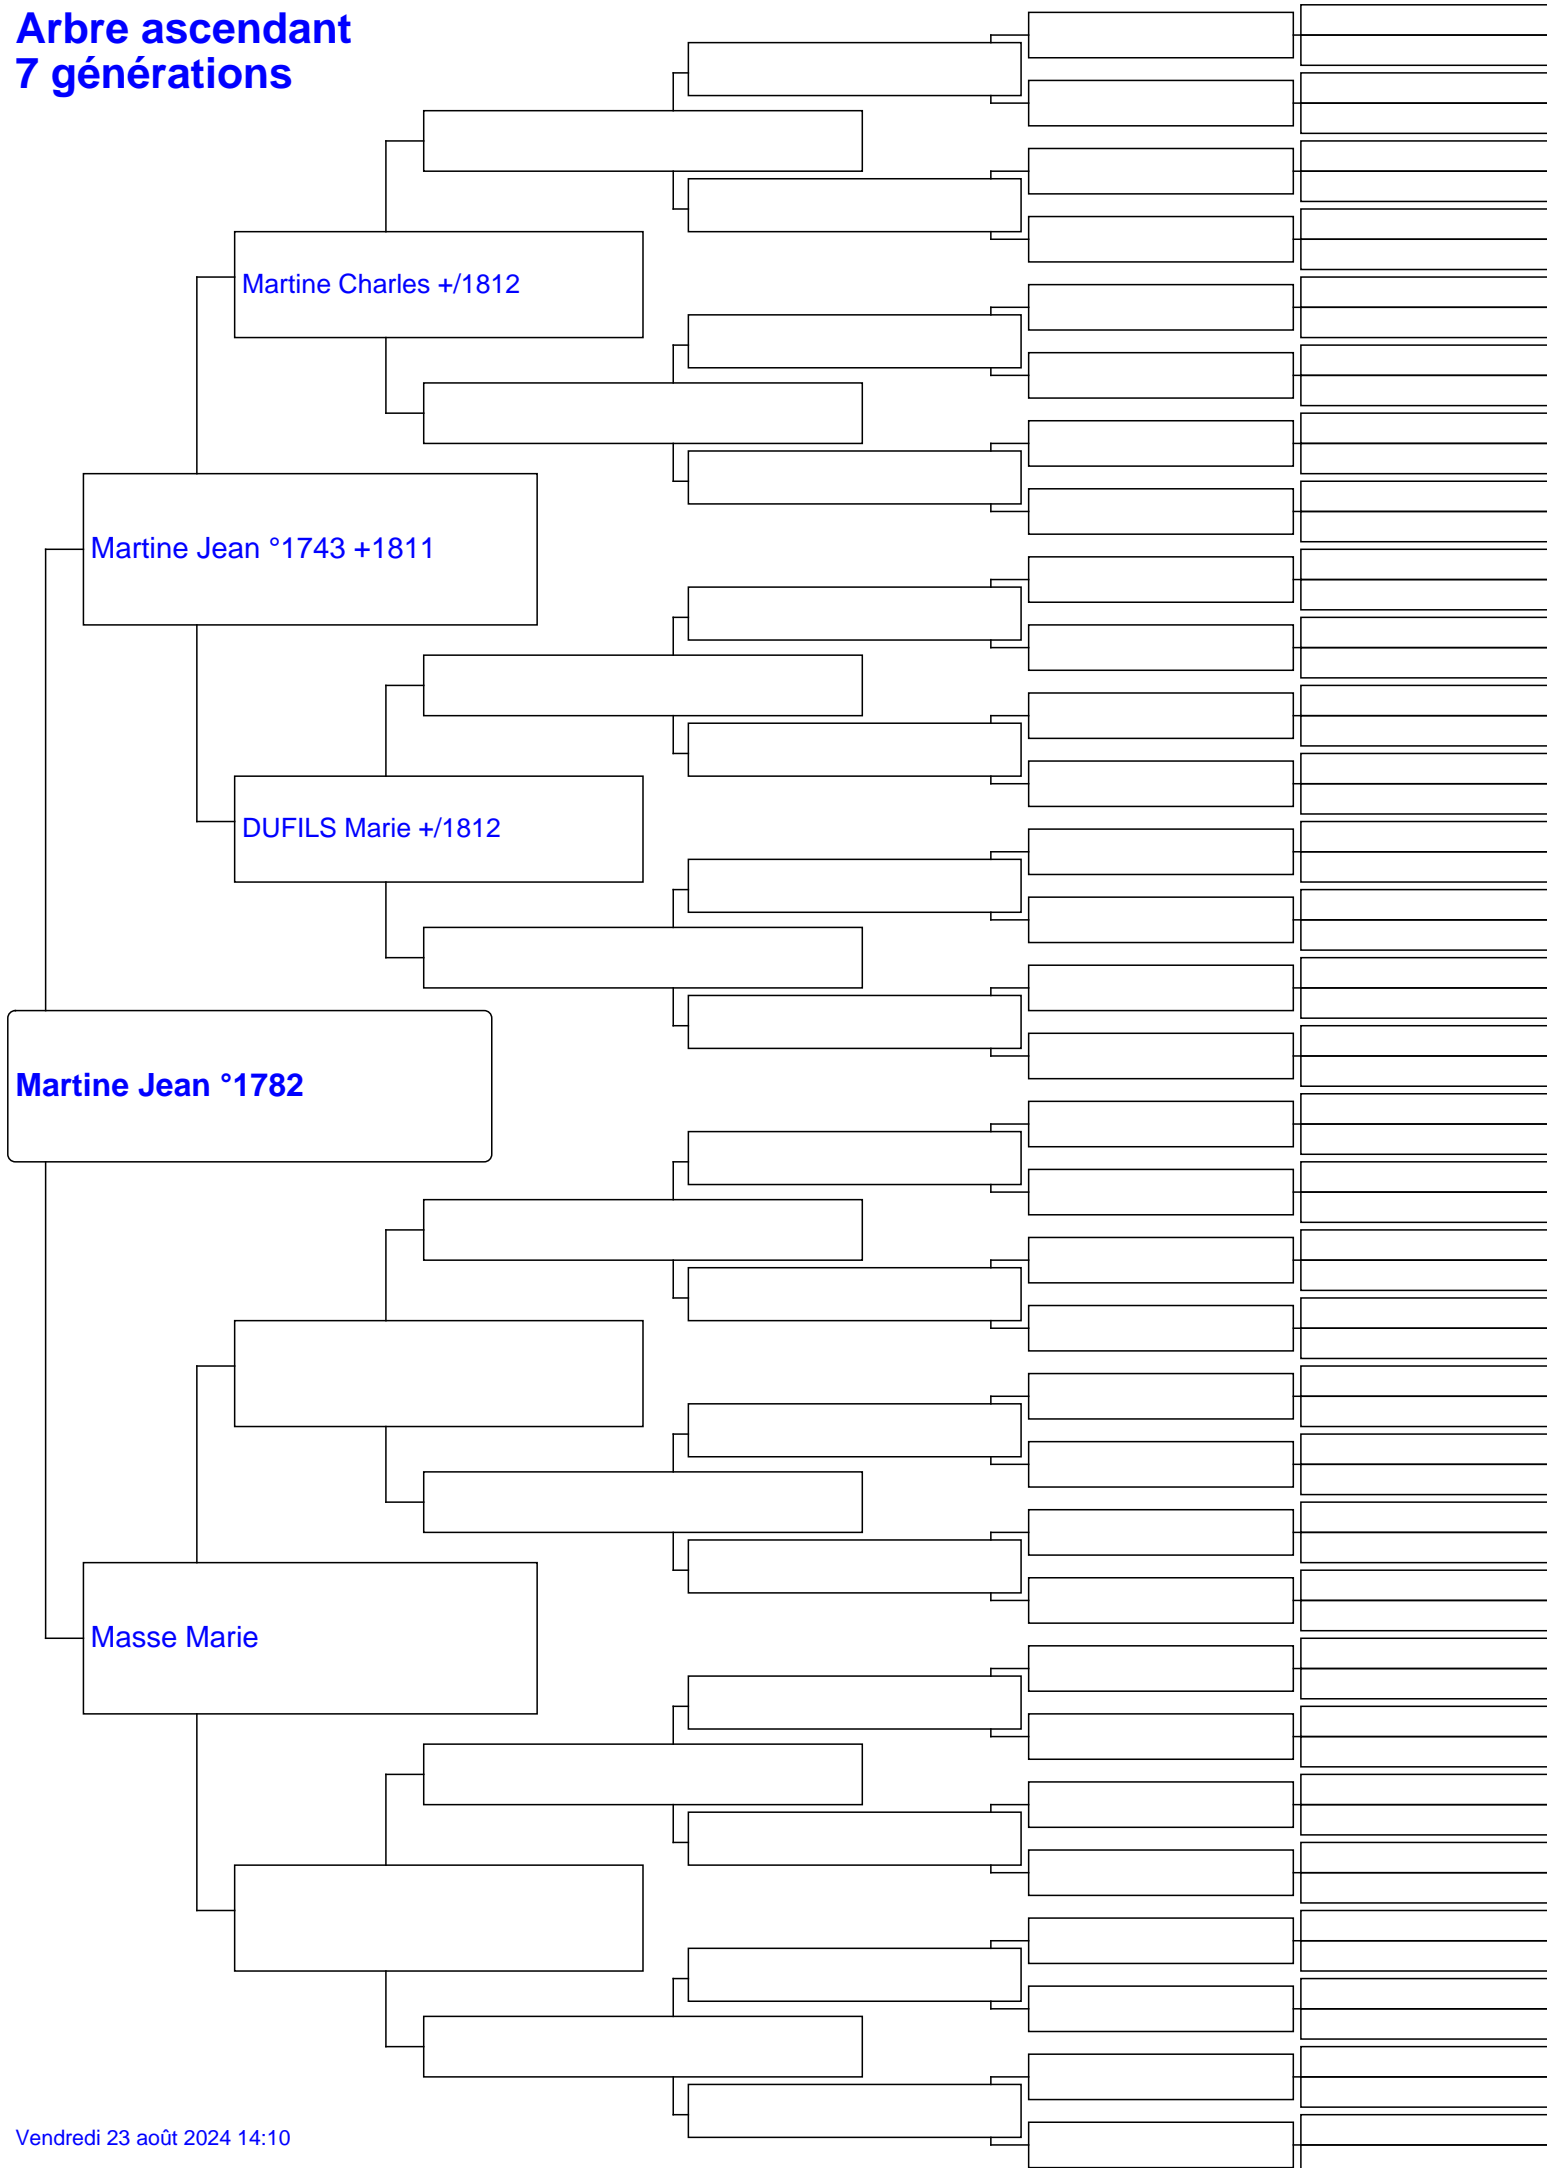 Arbre ascendant
7 générations
Martine Charles +/1812
Martine Jean °1743 +1811
DUFILS Marie +/1812
Martine Jean °1782
Masse Marie
Vendredi 23 août 2024 14:10